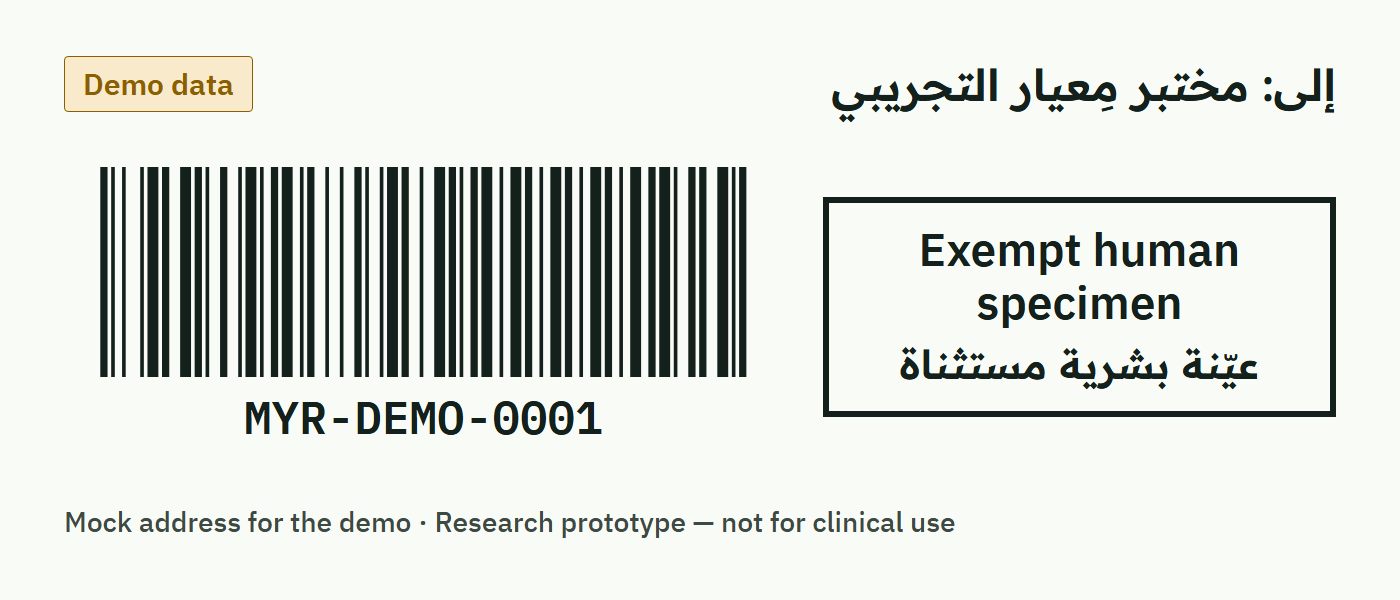 Demo data
إلى: مختبر مِعيار التجريبي
MYR-DEMO-0001
Exempt human
specimen
عيّنة بشرية مستثناة
Mock address for the demo · Research prototype — not for clinical use